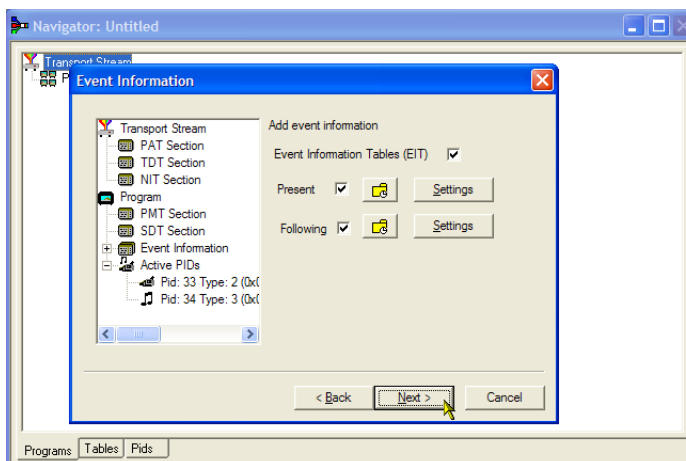 Navigator: Untitled
Transport Stream
P
Event Information
Transport Stream
PAT Section
TDT Section
NIT Section
Program
PMT Section
SDT Section
Event Information
Active PIDs
Pid: 33 Type: 2 (0x(
Pid: 34 Type: 3 (0x(
Add event information
Event Information Tables (EIT)
Present Settings
Following Settings
< Back Next > Cancel
Programs Tables Pids